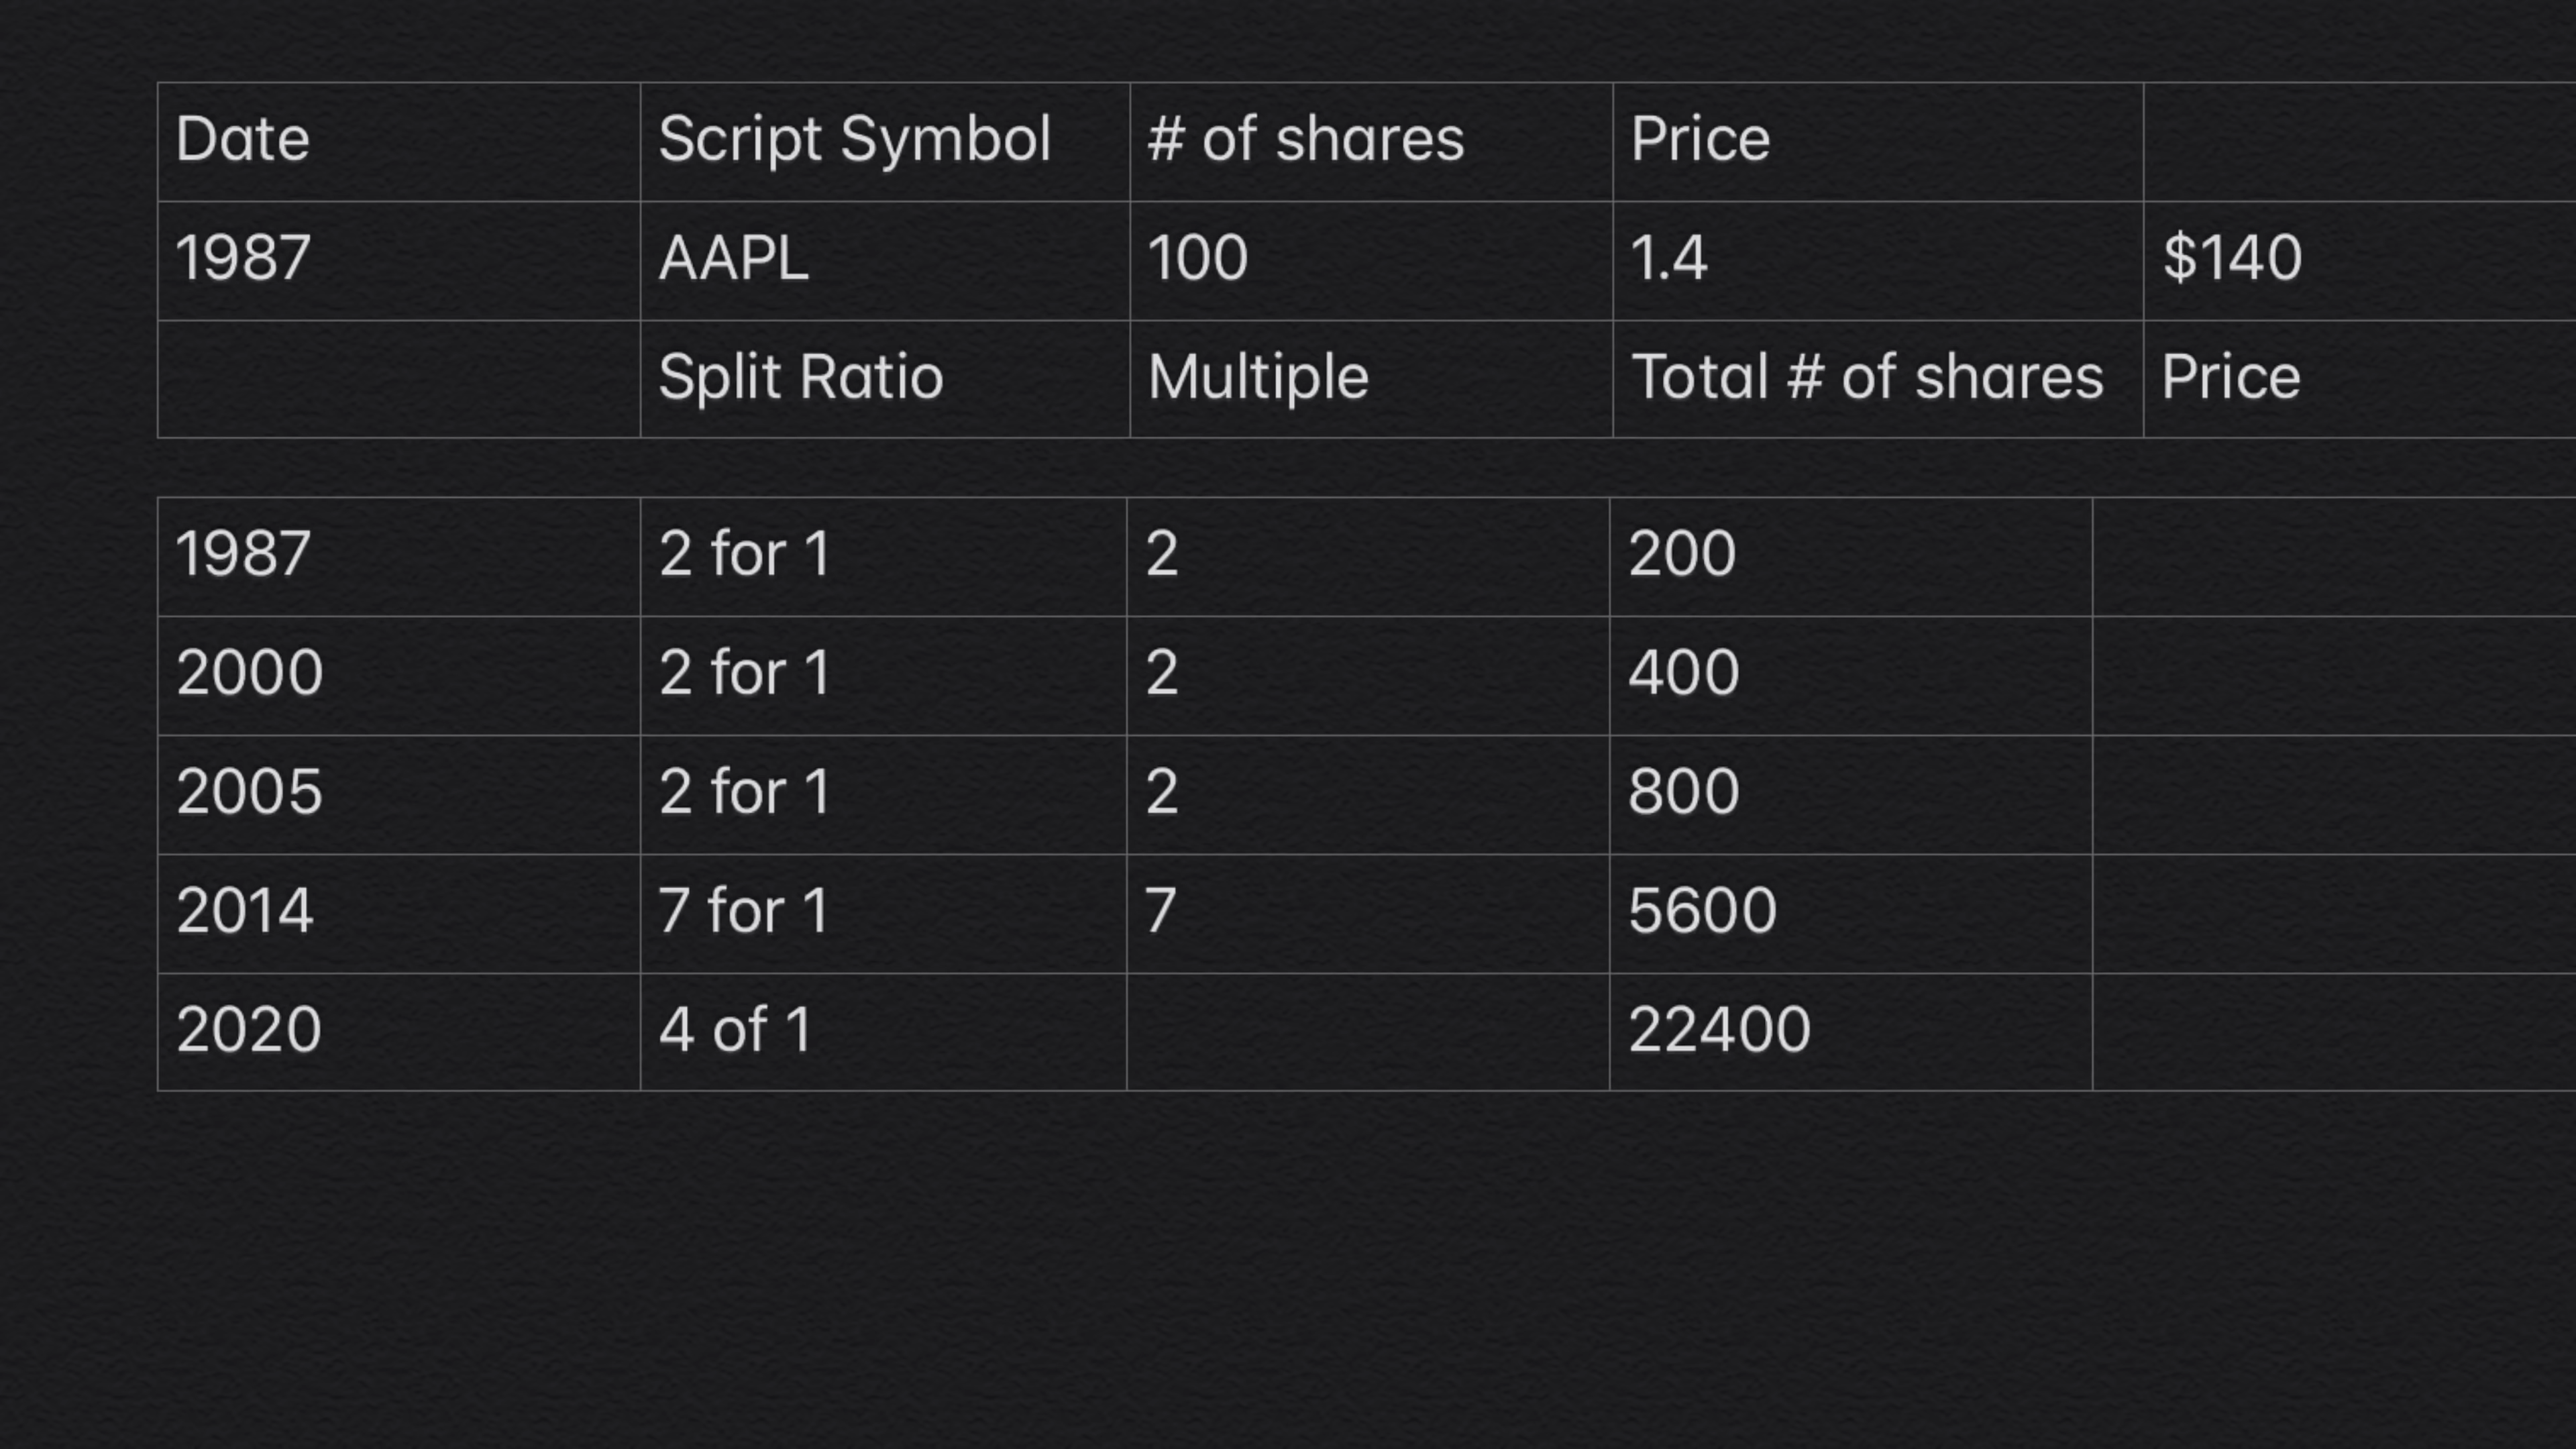 Date Script Symbol # of shares Price
1987 AAPL 100 1.4 $140
Split Ratio Multiple Total # of shares Price
1987 2 for 1 2 200
2000 2 for 1 2 400
2005 2 for 1 2 800
2014 7 for 1 7 5600
2020 4 of 1 22400